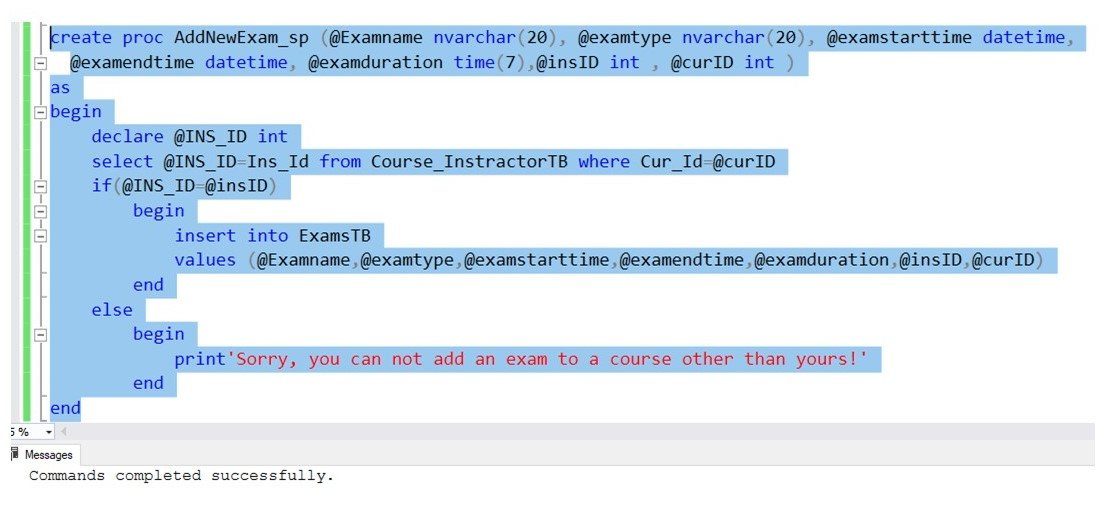 create proc AddNewExam_sp (@Examname nvarchar(20), @examtype nvarchar(20), @examstarttime datetime,
@examendtime datetime, @examduration time(7),@insID int , @curID int )
as
begin
declare @INS_ID int
select @INS_ID=Ins_Id from Course_InstractorTB where Cur_Id=@curID
if(@INS_ID=@insID)
begin
insert into ExamsTB
values (@Examname,@examtype,@examstarttime,@examendtime,@examduration,@insID,@curID)
end
else
begin
print'Sorry, you can not add an exam to a course other than yours!'
end
end
5 %
Messages
Commands completed successfully.